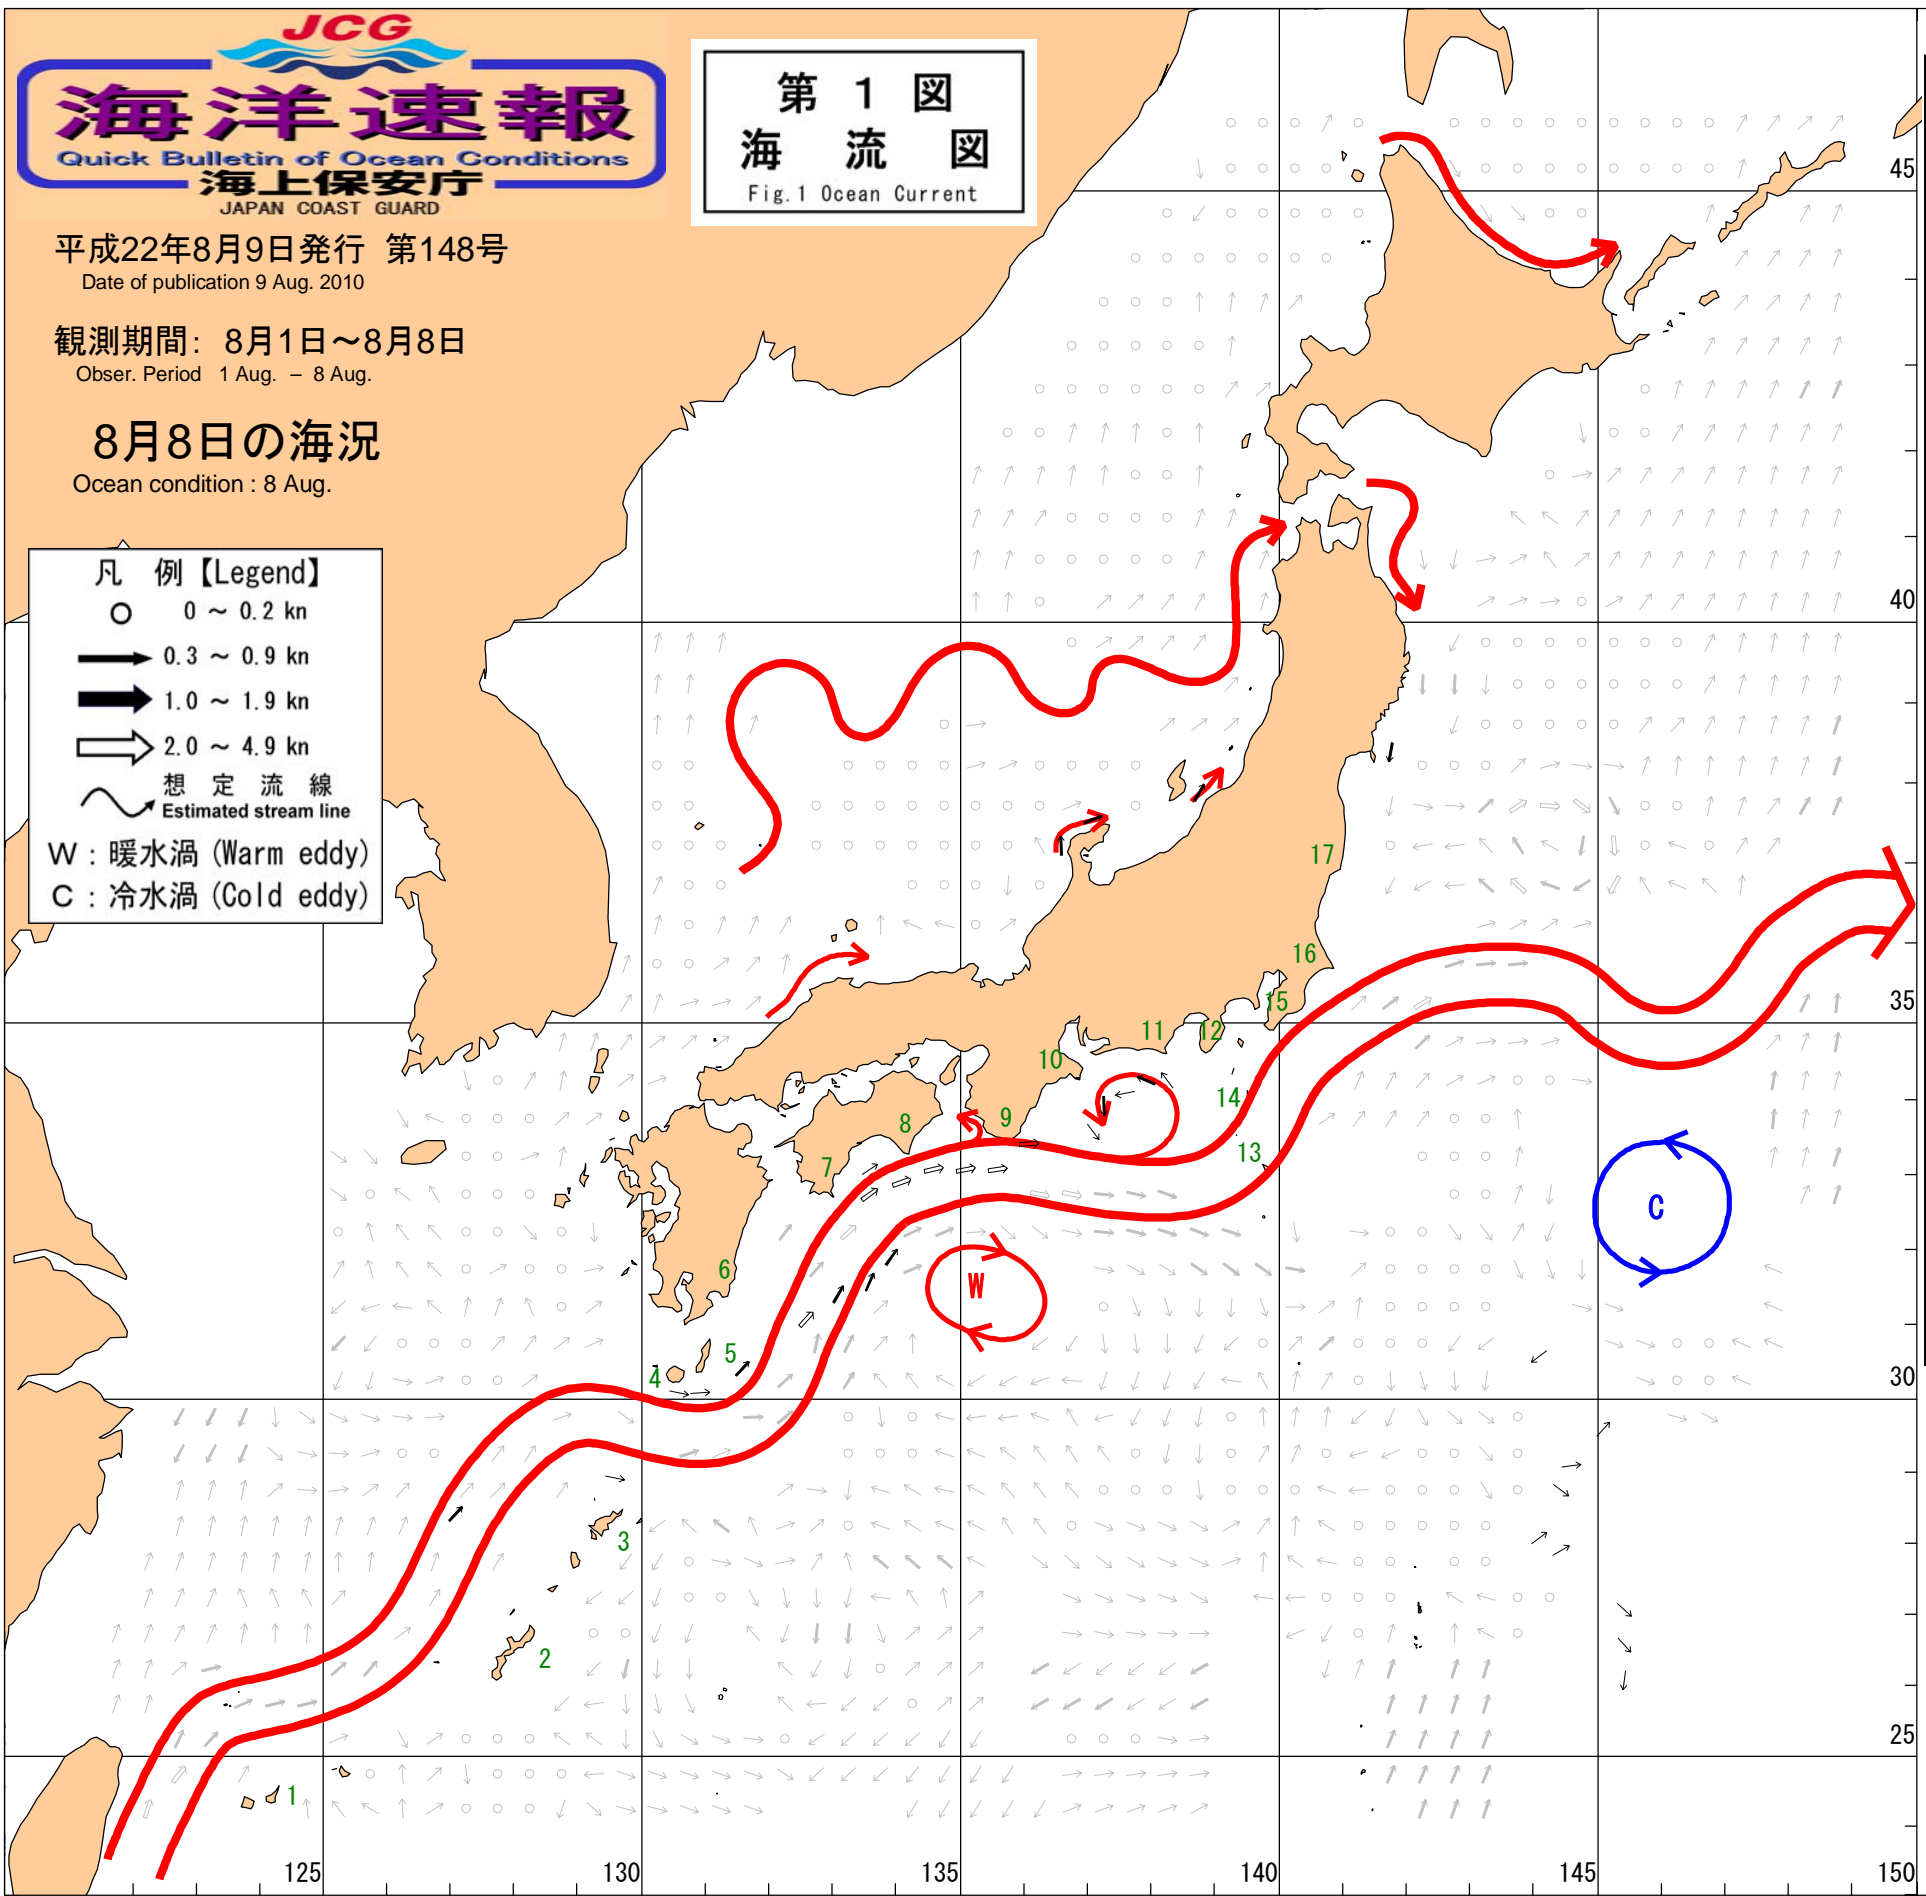 JCG
海洋速報
Quick Bulletin of Ocean Conditions
海上保安庁
JAPAN COAST GUARD
第 1 図
海 流 図
Fig.1 Ocean Current
平成22年8月9日発行 第148号
Date of publication 9 Aug. 2010
観測期間: 8月1日～8月8日
Obser. Period 1 Aug. – 8 Aug.
8月8日の海況
Ocean condition : 8 Aug.
凡 例【Legend】
0 ～ 0.2 kn
0.3 ～ 0.9 kn
1.0 ～ 1.9 kn
2.0 ～ 4.9 kn
想 定 流 線
Estimated stream line
W : 暖水渦 (Warm eddy)
C : 冷水渦 (Cold eddy)
45
40
35
30
25
17
16
15
12
11
10
14
9
8
13
7
C
6
W
5
4
3
2
1
125
130
135
140
145
150